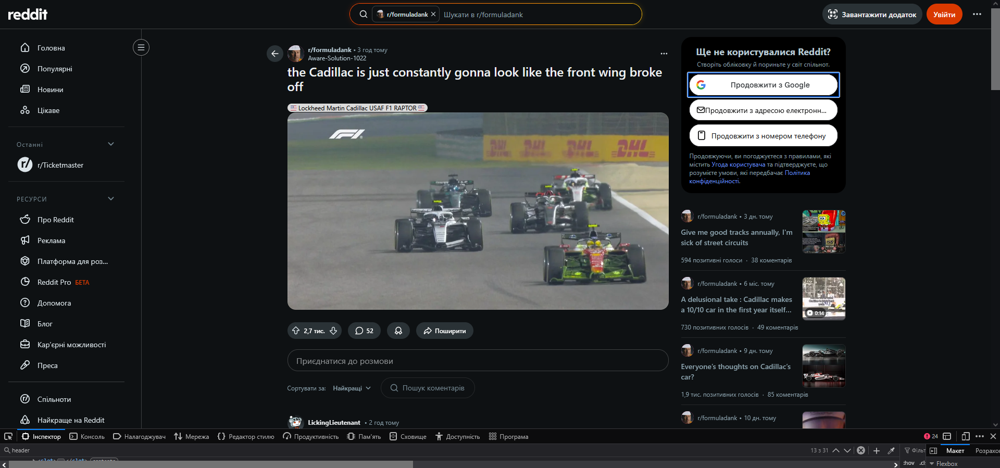 reddit
r/formuladank
Шукати в r/formuladank
Завантажити додаток
Увійти
Головна
Популярні
Новини
Цікаве
Останні
r/Ticketmaster
РЕСУРСИ
Про Reddit
Реклама
Платформа для роз...
Reddit Pro БЕТА
Допомога
Блог
Кар’єрні можливості
Преса
Спільноти
Найкраще на Reddit
r/formuladank • 3 год тому
Aware-Solution-1022
the Cadillac is just constantly gonna look like the front wing broke
off
Lockheed Martin Cadillac USAF F1 RAPTOR
F1
DHL DHL DHL DHL
2,7 тис.
52
Поширити
Приєднатися до розмови
Сортувати за: Найкращі
Пошук коментарів
LickingLieutenant • 2 год тому
Ще не користувалися Reddit?
Створіть обліковку й пориньте у світ спільнот.
Продовжити з Google
Продовжити з адресою електронн...
Продовжити з номером телефону
Продовжуючи, ви погоджуєтеся з правилами, які
містить Угода користувача та підтверджуєте, що
розумієте умови, які передбачає Політика
конфіденційності.
r/formuladank • 3 дн. тому
Give me good tracks annually, I'm
sick of street circuits
594 позитивні голоси · 38 коментарів
r/formuladank • 6 міс. тому
A delusional take : Cadillac makes
a 10/10 car in the first year itself...
0:14
730 позитивних голосів · 49 коментарів
r/formuladank • 9 дн. тому
Everyone’s thoughts on Cadillac’s
car?
1,9 тис. позитивних голосів · 85 коментарів
r/formuladank • 10 дн. тому
Інспектор
Консоль
Налагоджувач
Мережа
Редактор стилю
Продуктивність
Пам'ять
Сховище
Доступність
Програма
24
header
13 з 31
Фільт
Макет
Розрахо
:hov .cl
Flexbox